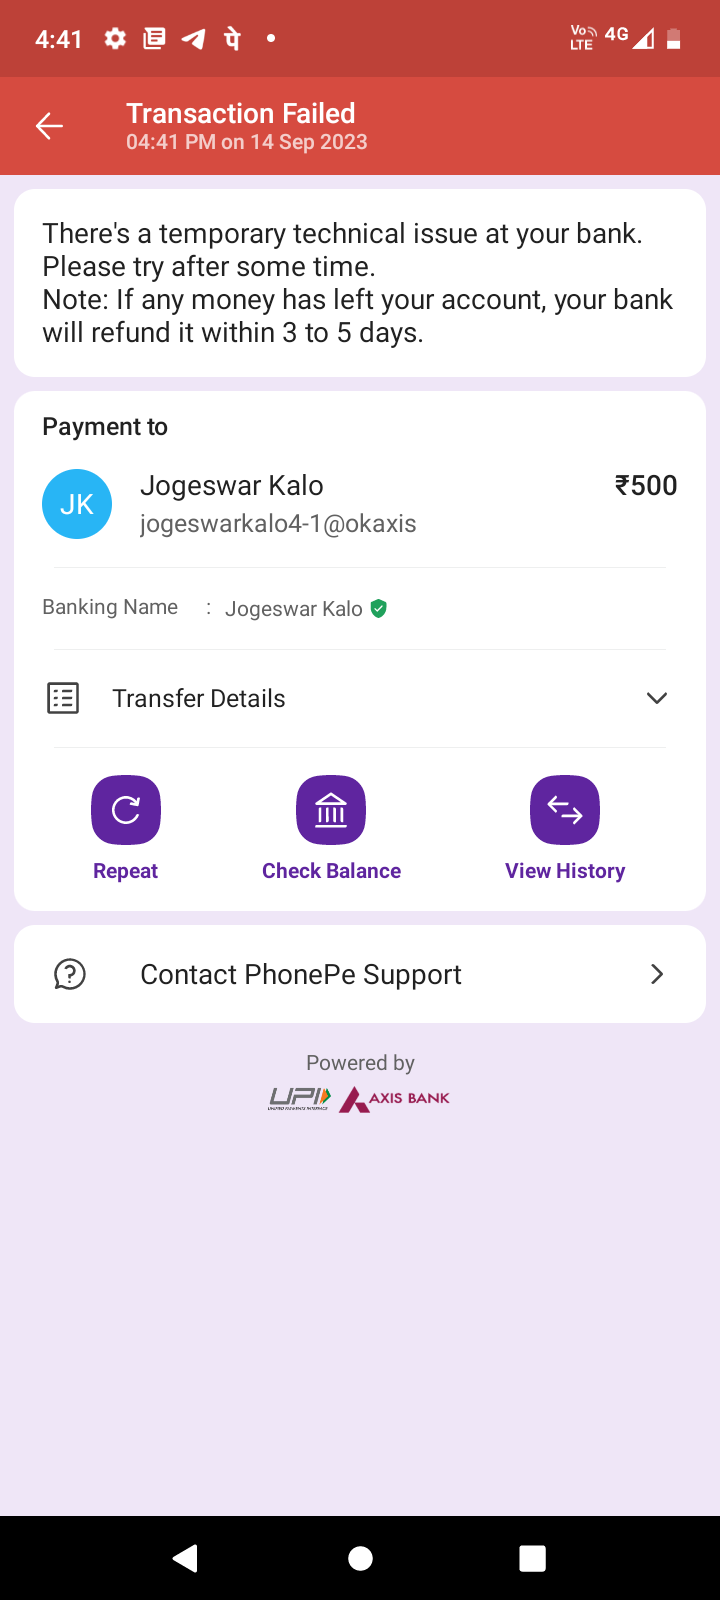 4:41 पे Vo LTE 4G
Transaction Failed
04:41 PM on 14 Sep 2023
There's a temporary technical issue at your bank.
Please try after some time.
Note: If any money has left your account, your bank
will refund it within 3 to 5 days.
Payment to
JK Jogeswar Kalo ₹500
jogeswarkalo4-1@okaxis
Banking Name : Jogeswar Kalo
Transfer Details
Repeat Check Balance View History
Contact PhonePe Support
Powered by
UPI AXIS BANK
UNIFIED PAYMENTS INTERFACE